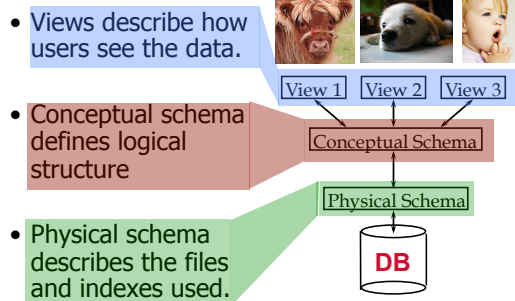 • Views describe how
users see the data.
View 1 View 2 View 3
• Conceptual schema
defines logical
structure
Conceptual Schema
Physical Schema
• Physical schema
describes the files
and indexes used.
DB